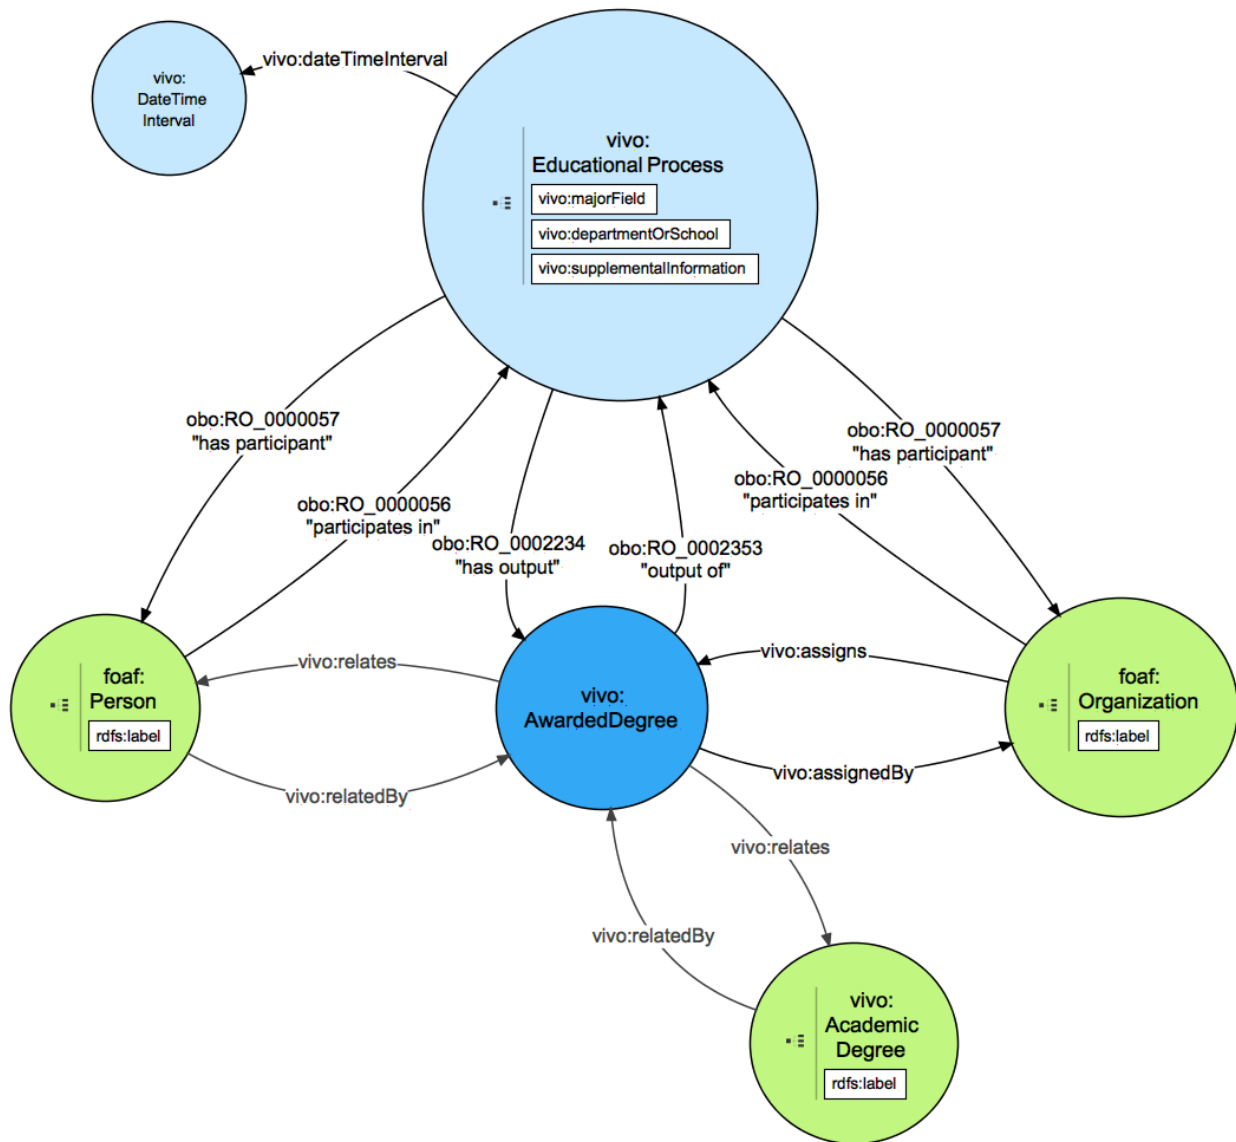 vivo:dateTimeInterval
vivo:
DateTime
Interval
vivo:
Educational Process
vivo:majorField
vivo:departmentOrSchool
vivo:supplementalInformation
obo:RO_0000057
"has participant"
obo:RO_0000057
"has participant"
obo:RO_0000056
"participates in"
obo:RO_0000056
"participates in"
obo:RO_0002234
"has output"
obo:RO_0002353
"output of"
vivo:relates
vivo:assigns
foaf:
Person
rdfs:label
vivo:
AwardedDegree
foaf:
Organization
rdfs:label
vivo:relatedBy
vivo:assignedBy
vivo:relates
vivo:relatedBy
vivo:
Academic
Degree
rdfs:label